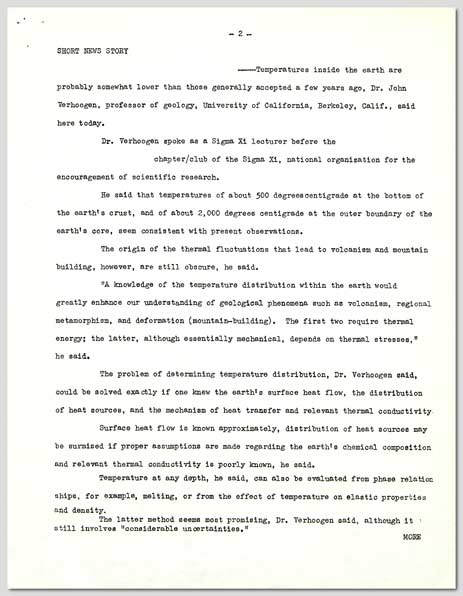 - 2 -
SHORT NEWS STORY
——Temperatures inside the earth are
probably somewhat lower than those generally accepted a few years ago, Dr. John
Verhoogen, professor of geology, University of California, Berkeley, Calif., said
here today.
Dr. Verhoogen spoke as a Sigma Xi lecturer before the
chapter/club of the Sigma Xi, national organization for the
encouragement of scientific research.
He said that temperatures of about 500 degrees centigrade at the bottom of
the earth's crust, and of about 2,000 degrees centigrade at the outer boundary of the
earth's core, seem consistent with present observations.
The origin of the thermal fluctuations that lead to volcanism and mountain
building, however, are still obscure, he said.
"A knowledge of the temperature distribution within the earth would
greatly enhance our understanding of geological phenomena such as volcanism, regional
metamorphism, and deformation (mountain-building). The first two require thermal
energy; the latter, although essentially mechanical, depends on thermal stresses,"
he said.
The problem of determining temperature distribution, Dr. Verhoogen said,
could be solved exactly if one knew the earth's surface heat flow, the distribution
of heat sources, and the mechanism of heat transfer and relevant thermal conductivity.
Surface heat flow is known approximately, distribution of heat sources may
be surmised if proper assumptions are made regarding the earth's chemical composition
and relevant thermal conductivity is poorly known, he said.
Temperature at any depth, he said, can also be evaluated from phase relation
ships, for example, melting, or from the effect of temperature on elastic properties
and density.
The latter method seems most promising, Dr. Verhoogen said, although it
still involves "considerable uncertainties."
MORE